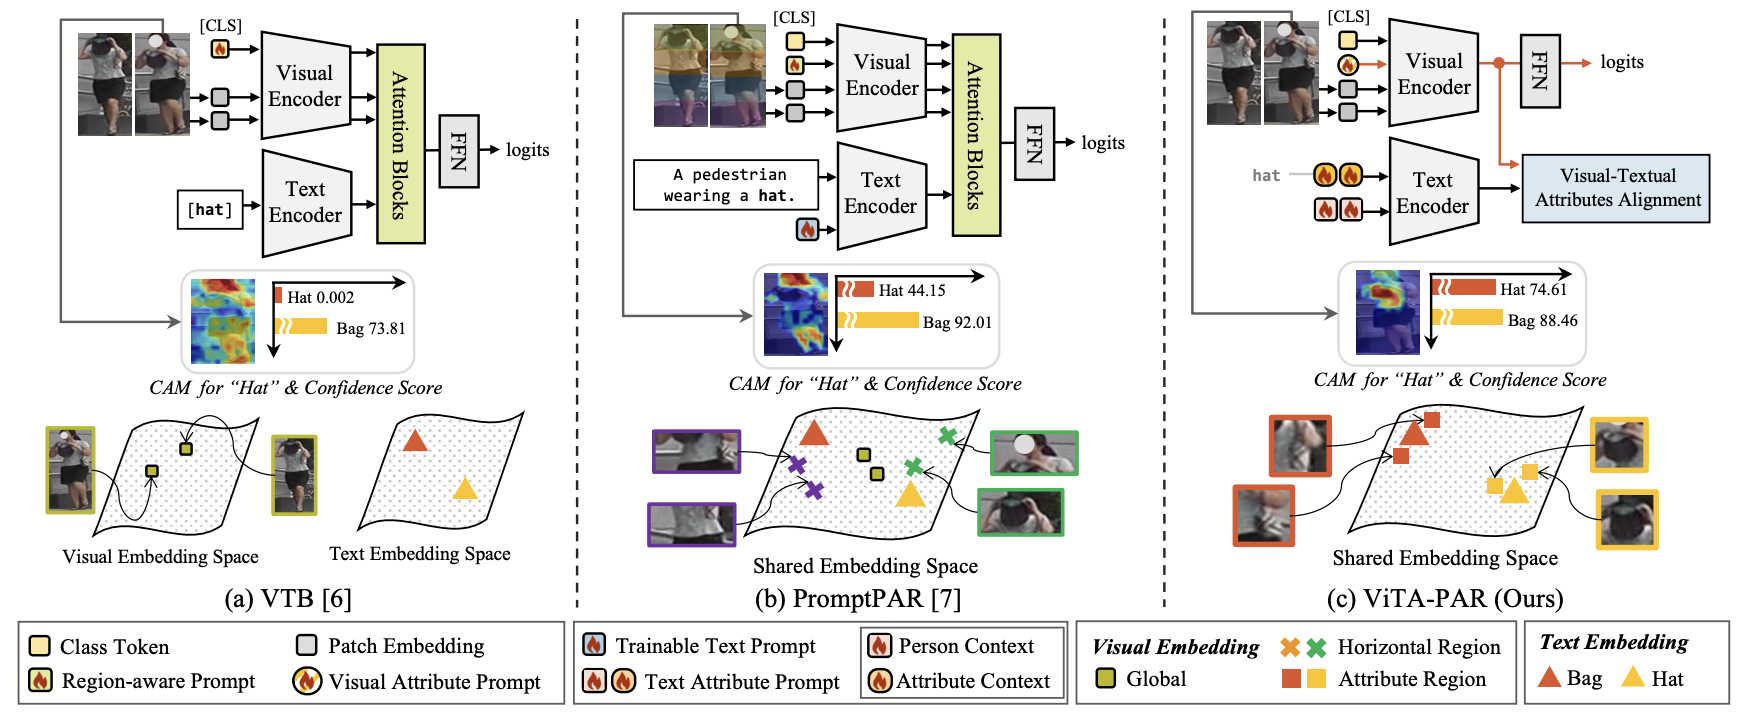 [CLS]
Visual
Encoder
[hat]
Text
Encoder
Attention Blocks
FFN
logits
Hat 0.002
Bag 73.81
CAM for “Hat” & Confidence Score
Visual Embedding Space
Text Embedding Space
(a) VTB [6]
[CLS]
Visual
Encoder
A pedestrian
wearing a hat.
Text
Encoder
Attention Blocks
FFN
logits
Hat 44.15
Bag 92.01
CAM for “Hat” & Confidence Score
Shared Embedding Space
(b) PromptPAR [7]
[CLS]
Visual
Encoder
FFN
logits
hat
Text
Encoder
Visual-Textual
Attributes Alignment
Hat 74.61
Bag 88.46
CAM for “Hat” & Confidence Score
Shared Embedding Space
(c) ViTA-PAR (Ours)
Class Token
Patch Embedding
Region-aware Prompt
Visual Attribute Prompt
Trainable Text Prompt
Person Context
Text Attribute Prompt
Attribute Context
Visual Embedding
Horizontal Region
Global
Attribute Region
Text Embedding
Bag
Hat